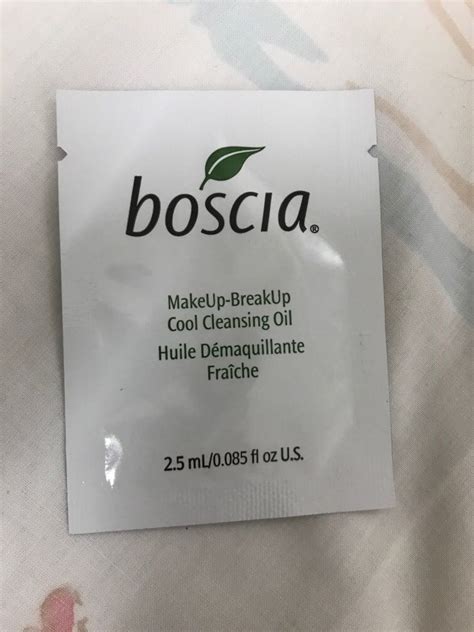 boscia®
MakeUp-BreakUp
Cool Cleansing Oil
Huile Démaquillante
Fraîche
2.5 mL/0.085 fl oz U.S.